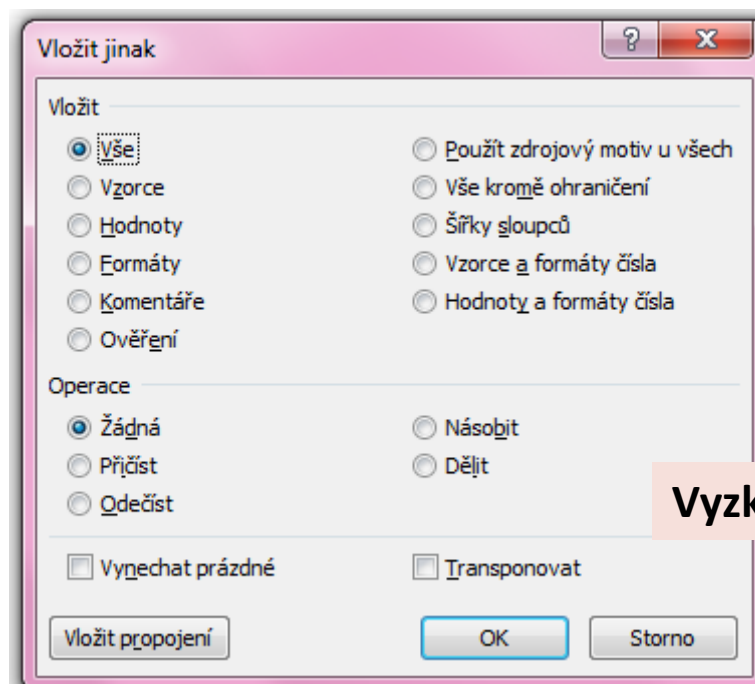 Vložit jinak
Vložit
Vše
Vzorce
Hodnoty
Formáty
Komentáře
Ověření
Použít zdrojový motiv u všech
Vše kromě ohraničení
Šířky sloupců
Vzorce a formáty čísla
Hodnoty a formáty čísla
Operace
Žádná
Přičíst
Odečíst
Násobit
Dělit
Vynechat prázdné
Transponovat
Vložit propojení
OK
Storno